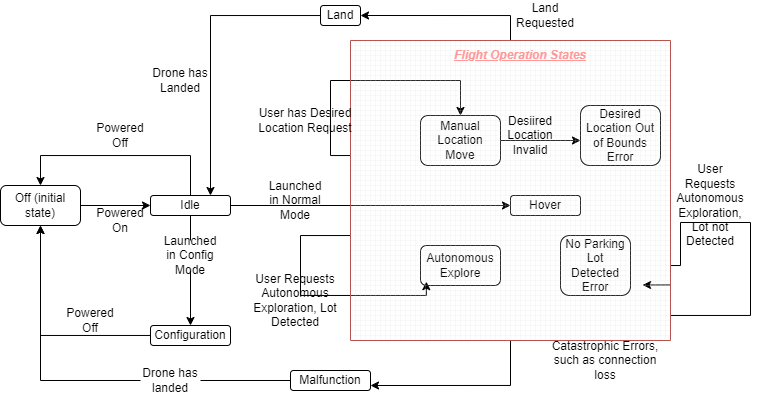 Land
Land
Requested
Flight Operation States
Drone has
Landed
User has Desired
Location Request
Manual
Location
Move
Desiired
Location
Invalid
Desired
Location Out
of Bounds
Error
Powered
Off
Off (initial
state)
Powered
On
Idle
Launched
in Normal
Mode
Hover
User
Requests
Autonomous
Exploration,
Lot not
Detected
Launched
in Config
Mode
Autonomous
Explore
No Parking
Lot
Detected
Error
User Requests
Autonomous
Exploration, Lot
Detected
Powered
Off
Configuration
Catastrophic Errors,
such as connection
loss
Drone has
landed
Malfunction